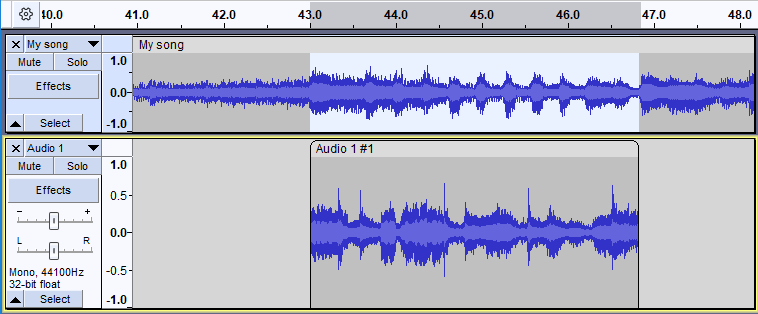 40.0 41.0 42.0 43.0 44.0 45.0 46.0 47.0 48.0
My song
Mute Solo
Effects
Select
1.0
0.0
-1.0
My song
Audio 1
Mute Solo
Effects
- +
L R
Mono, 44100Hz
32-bit float
Select
1.0
0.5
0.0
-0.5
-1.0
Audio 1 #1